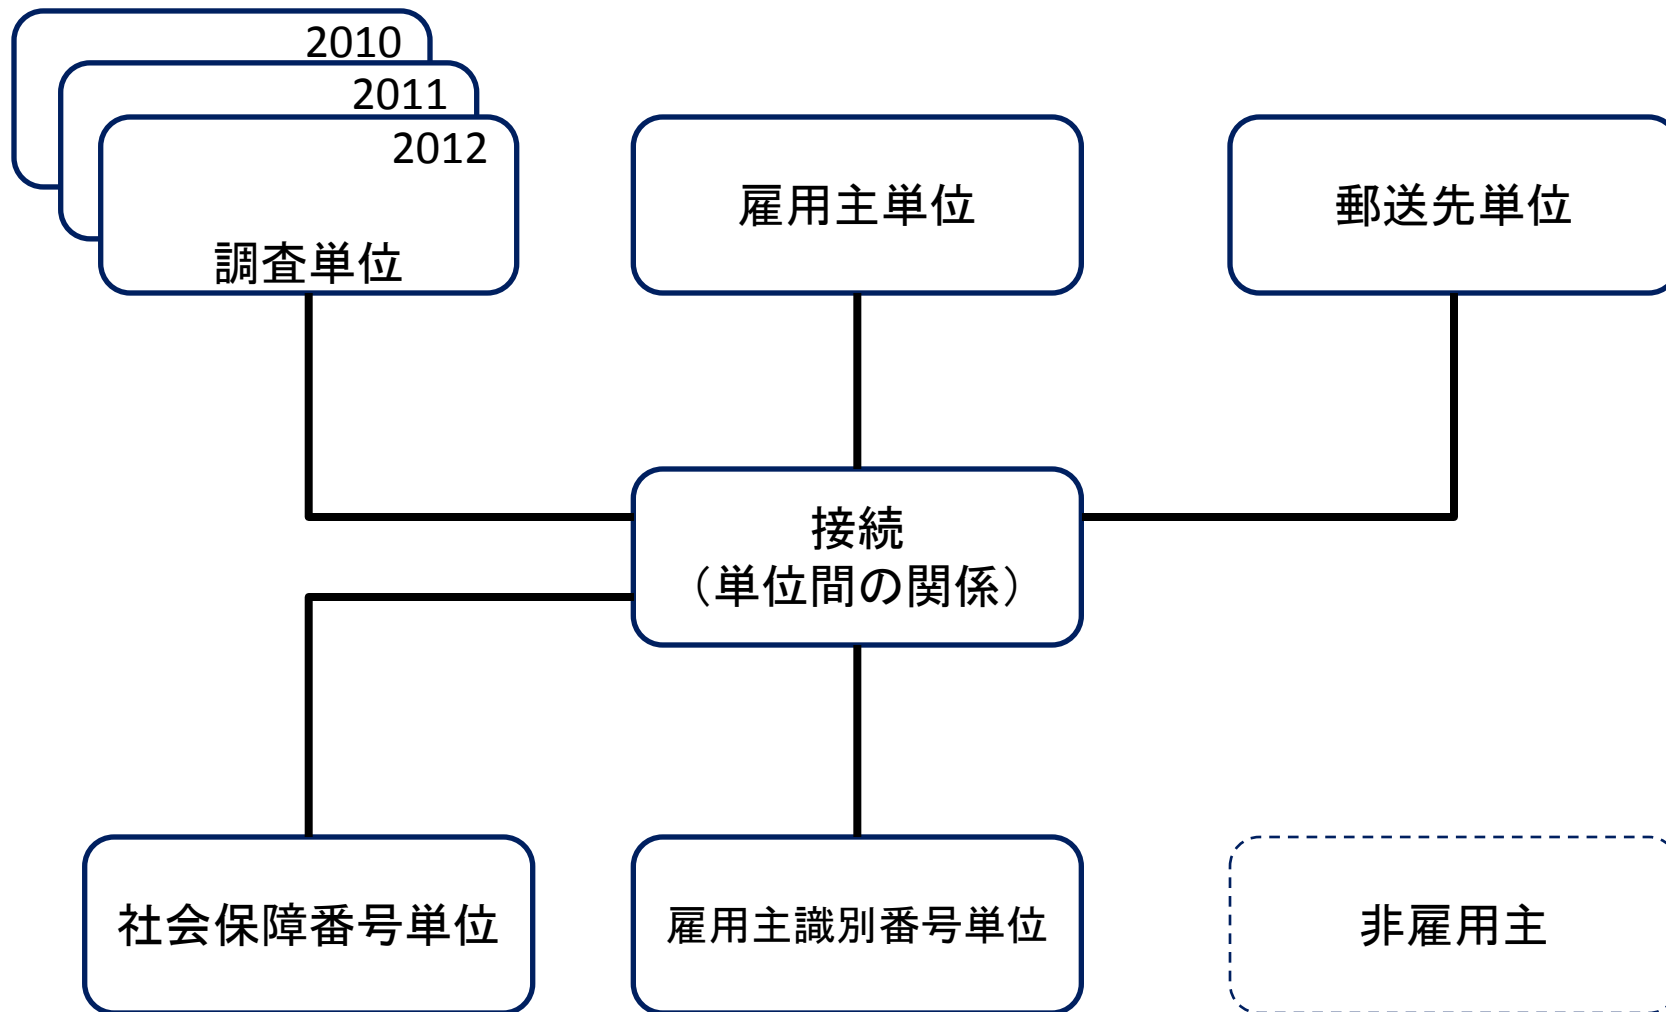 2010
2011
2012
調査単位
雇用主単位
郵送先単位
接続
（単位間の関係）
社会保障番号単位
雇用主識別番号単位
非雇用主